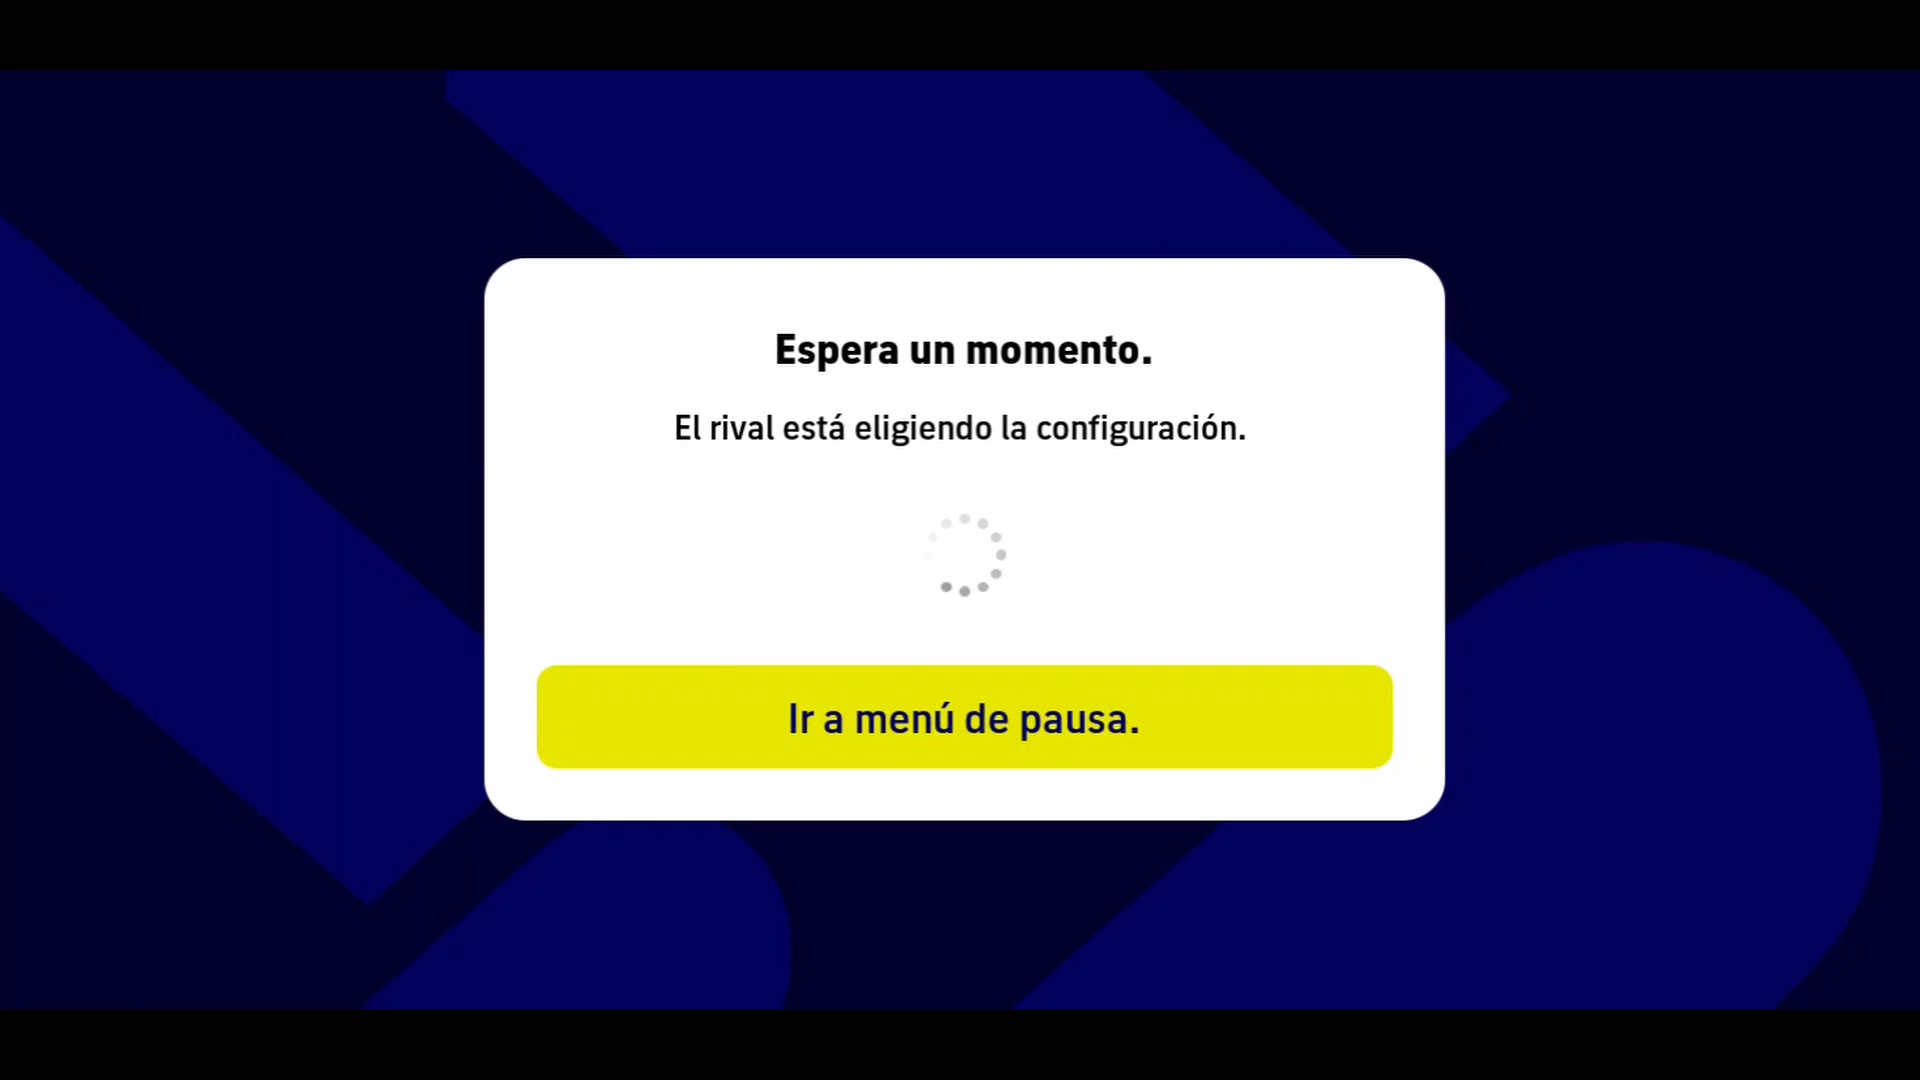 Espera un momento.
El rival está eligiendo la configuración.
Ir a menú de pausa.